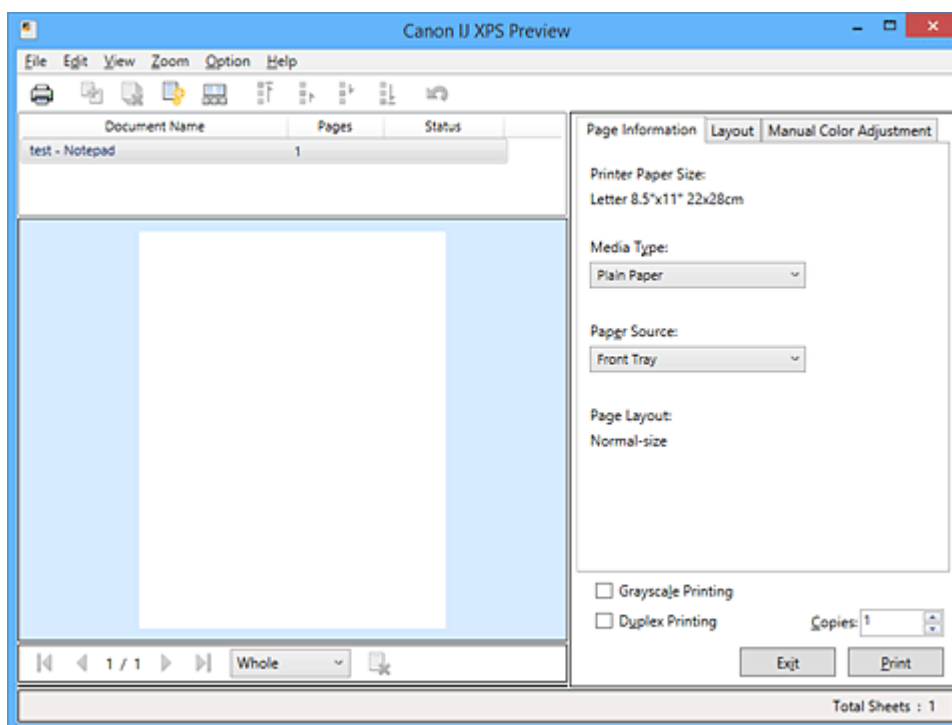 Canon IJ XPS Preview
File Edit View Zoom Option Help
Document Name Pages Status
test - Notepad 1
Page Information Layout Manual Color Adjustment
Printer Paper Size:
Letter 8.5"x11" 22x28cm
Media Type:
Plain Paper
Paper Source:
Front Tray
Page Layout:
Normal-size
Grayscale Printing
Duplex Printing Copies: 1
1 / 1 Whole Exit Print
Total Sheets : 1